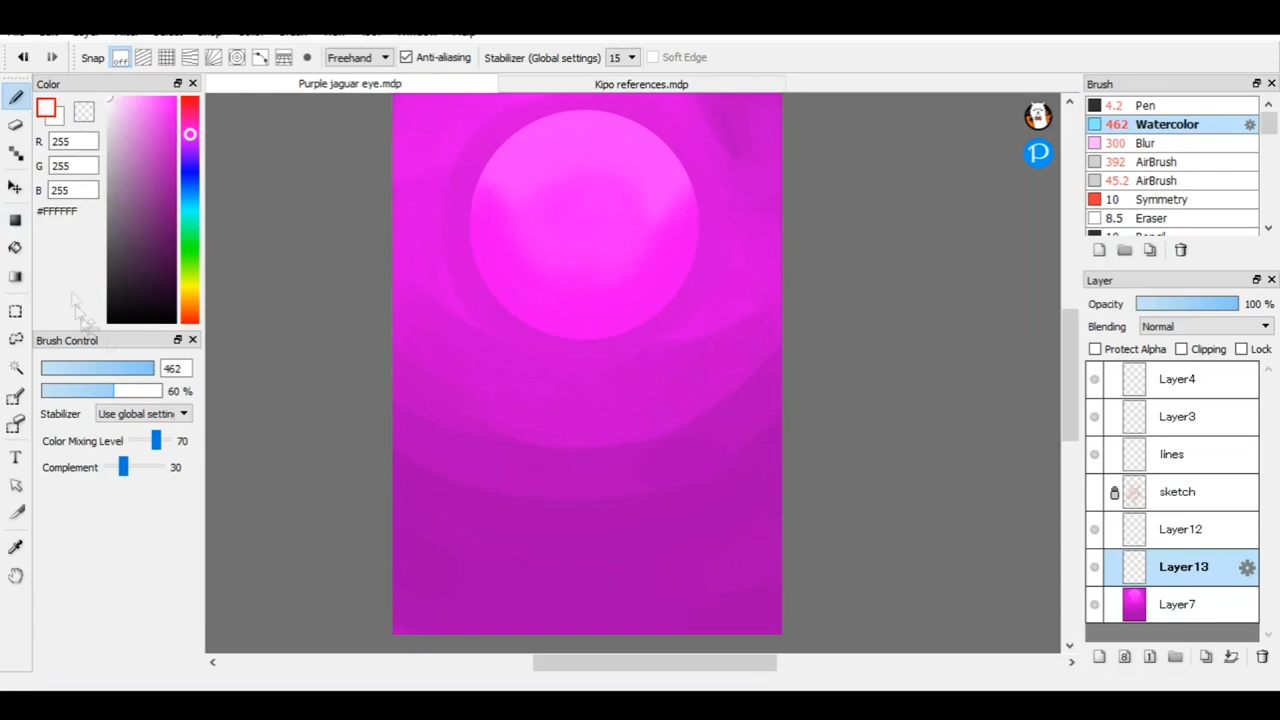 Snap off Freehand Anti-aliasing Stabilizer (Global settings) 15 Soft Edge
Color
Purple jaguar eye.mdp
Kipo references.mdp
R 255
G 255
B 255
#FFFFFF
Brush Control
462
60 %
Stabilizer Use global settin
Color Mixing Level 70
Complement 30
Brush
4.2 Pen
462 Watercolor
300 Blur
392 AirBrush
45.2 AirBrush
10 Symmetry
8.5 Eraser
Layer
Opacity 100 %
Blending Normal
Protect Alpha Clipping Lock
Layer4
Layer3
lines
sketch
Layer12
Layer13
Layer7